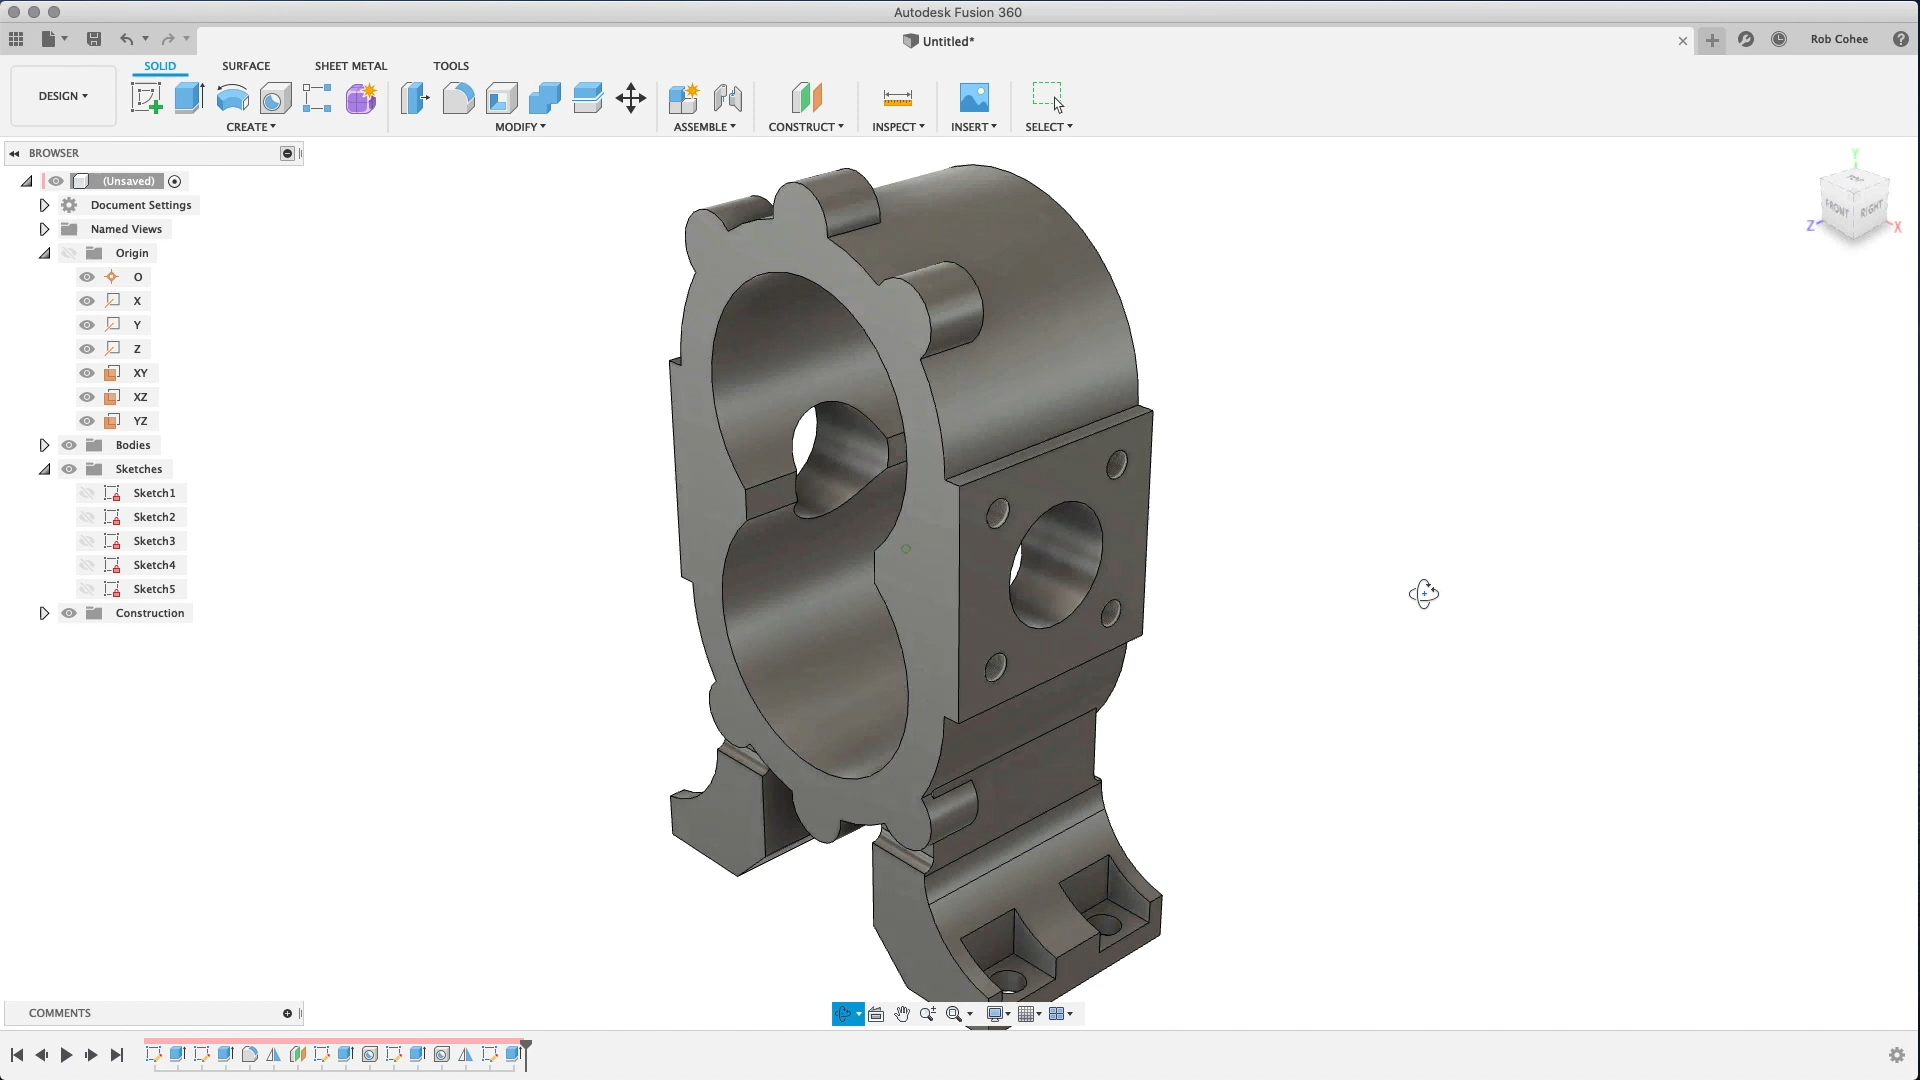 Autodesk Fusion 360
Untitled*
Rob Cohee
SOLID SURFACE SHEET METAL TOOLS
DESIGN
CREATE MODIFY ASSEMBLE CONSTRUCT INSPECT INSERT SELECT
BROWSER
(Unsaved)
Document Settings
Named Views
Origin
O
X
Y
Z
XY
XZ
YZ
Bodies
Sketches
Sketch1
Sketch2
Sketch3
Sketch4
Sketch5
Construction
Y
TOP
FRONT RIGHT
Z X
COMMENTS